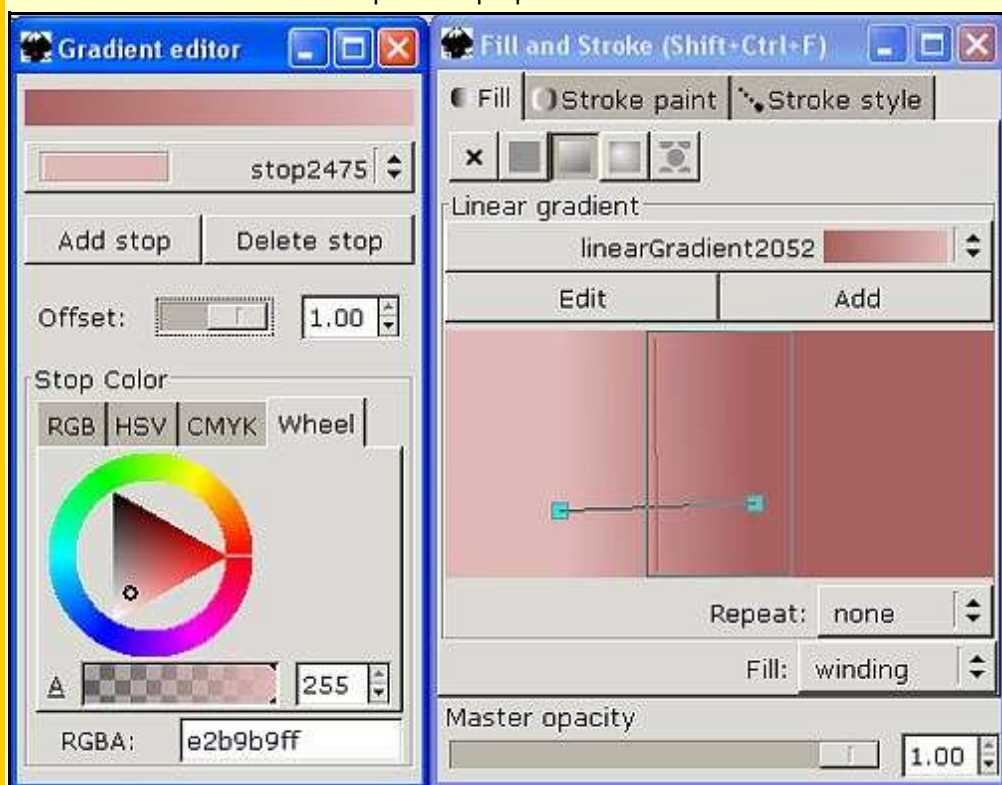 Gradient editor
stop2475
Add stop
Delete stop
Offset:
1.00
Stop Color
RGB
HSV
CMYK
Wheel
A
255
RGBA:
e2b9b9ff
Fill and Stroke (Shift+Ctrl+F)
Fill
Stroke paint
Stroke style
Linear gradient
linearGradient2052
Edit
Add
Repeat:
none
Fill:
winding
Master opacity
1.00